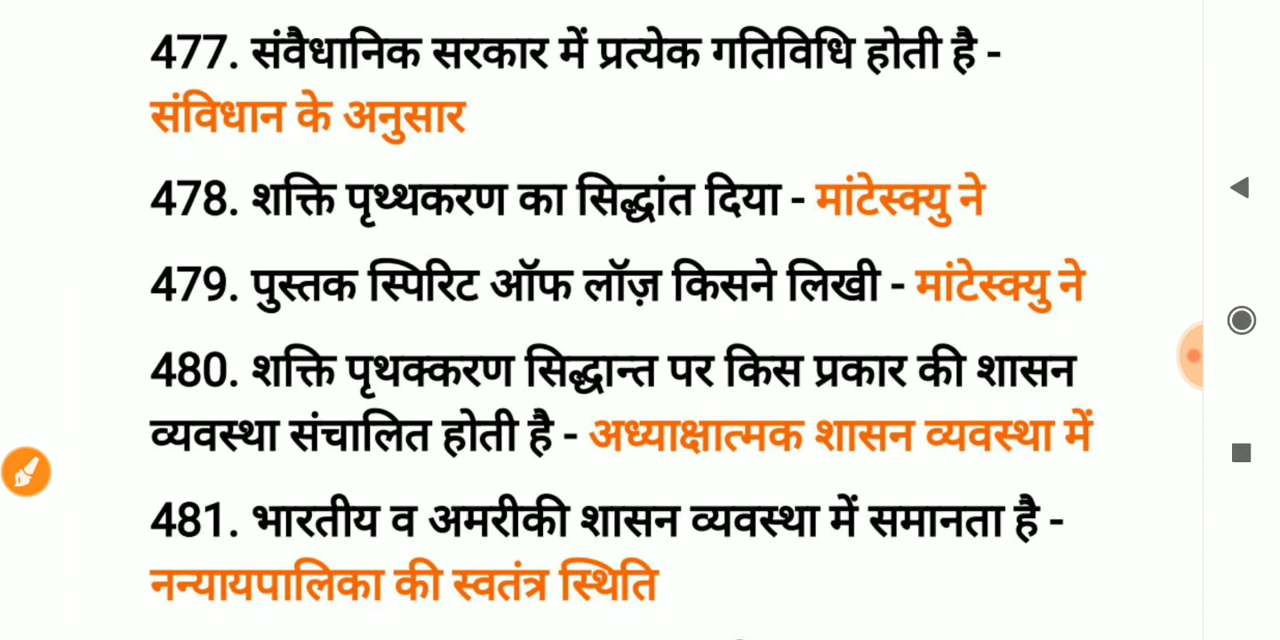 477. संवैधानिक सरकार में प्रत्येक गतिविधि होती है -
संविधान के अनुसार
478. शक्ति पृथ्थकरण का सिद्धांत दिया - मांटेस्क्यु ने
479. पुस्तक स्पिरिट ऑफ लॉज़ किसने लिखी - मांटेस्क्यु ने
480. शक्ति पृथक्करण सिद्धान्त पर किस प्रकार की शासन
व्यवस्था संचालित होती है - अध्याक्षात्मक शासन व्यवस्था में
481. भारतीय व अमरीकी शासन व्यवस्था में समानता है -
नन्यायपालिका की स्वतंत्र स्थिति